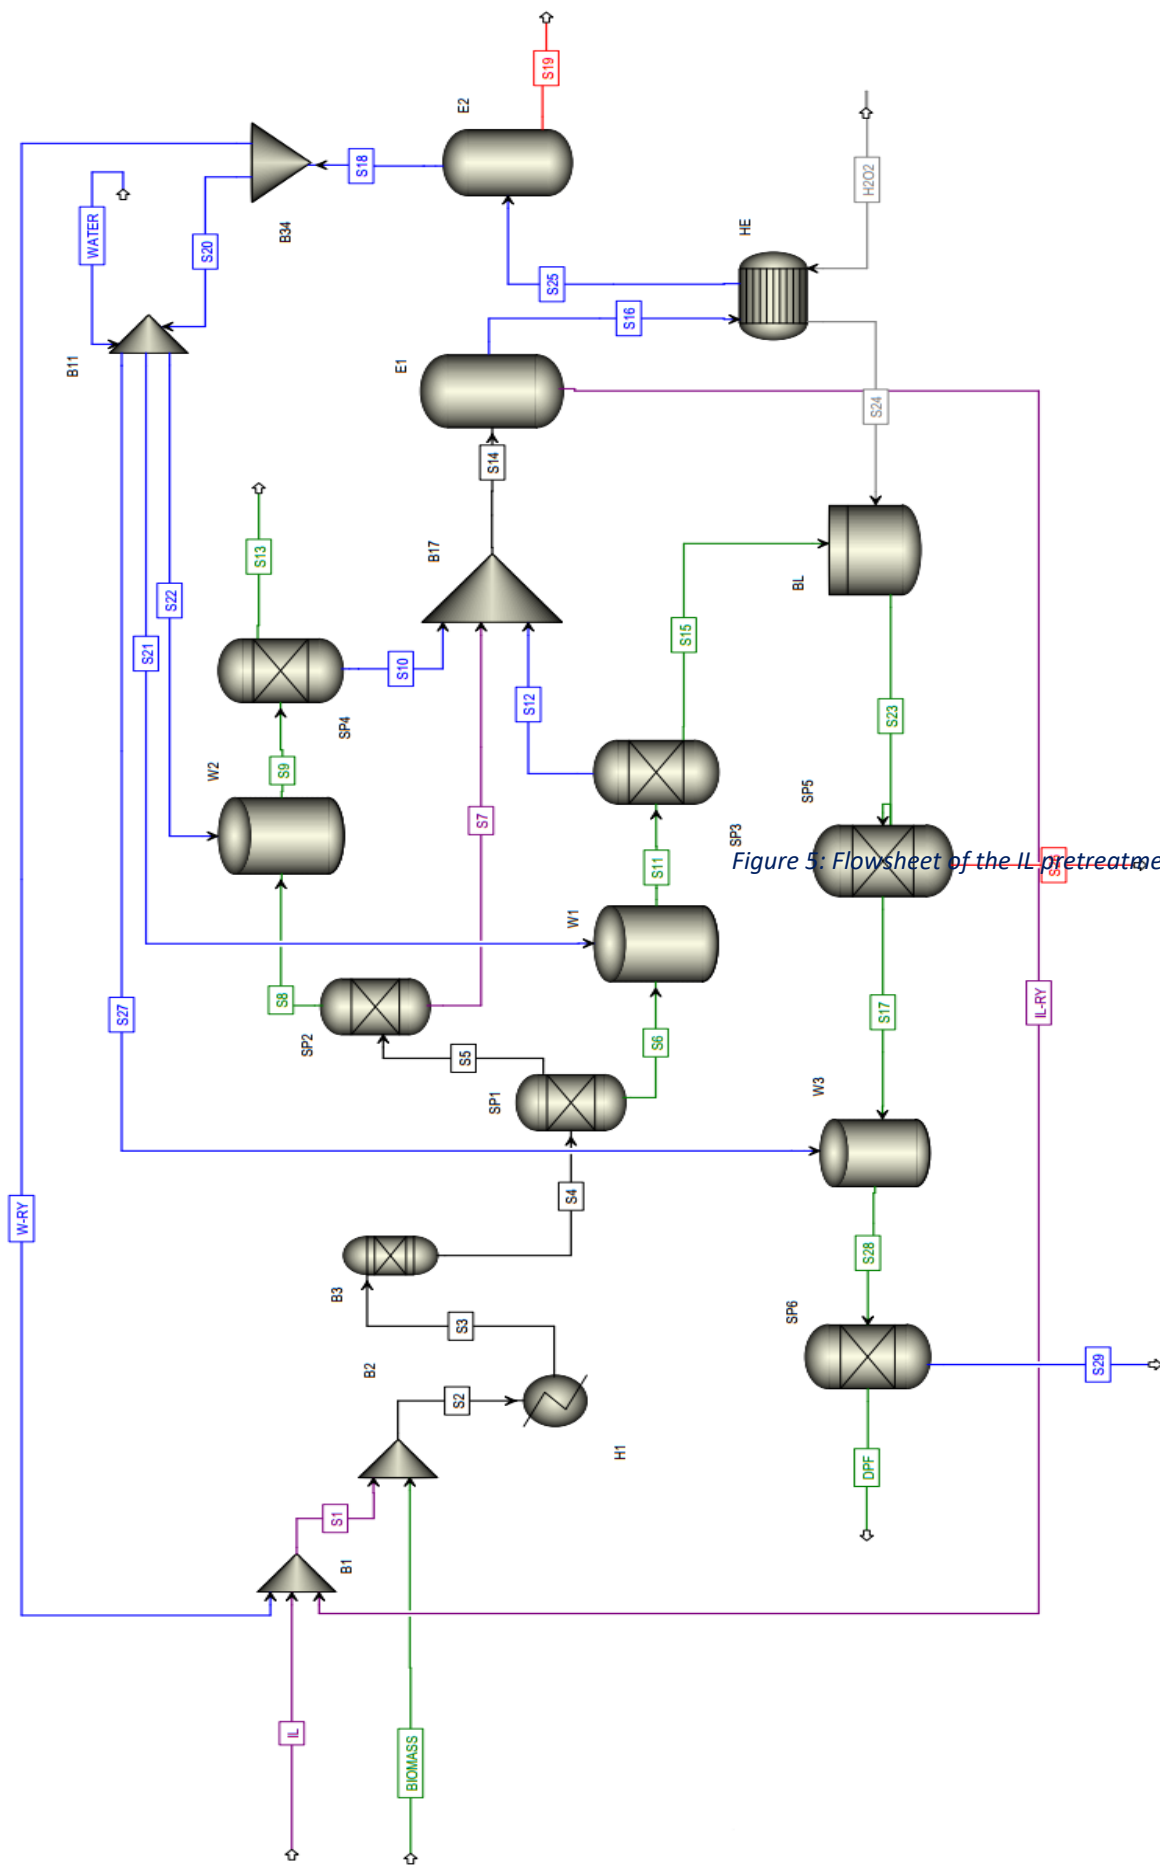 S19
E2
S18
B34
WATER
S20
B11
H2O2
HE
S25
S16
E1
S24
S14
S13
B17
S22
S21
S10
SP4
S12
S15
BL
S9
W2
S7
S23
SP5
SP3
S11
Figure 5: Flowsheet of the IL pretreatme
W1
S8
SP2
S5
S6
S27
SP1
S17
IL-RY
W3
S4
W-RY
S28
SP6
B3
S3
B2
S2
S29
H1
DPF
S1
B1
IL
BIOMASS